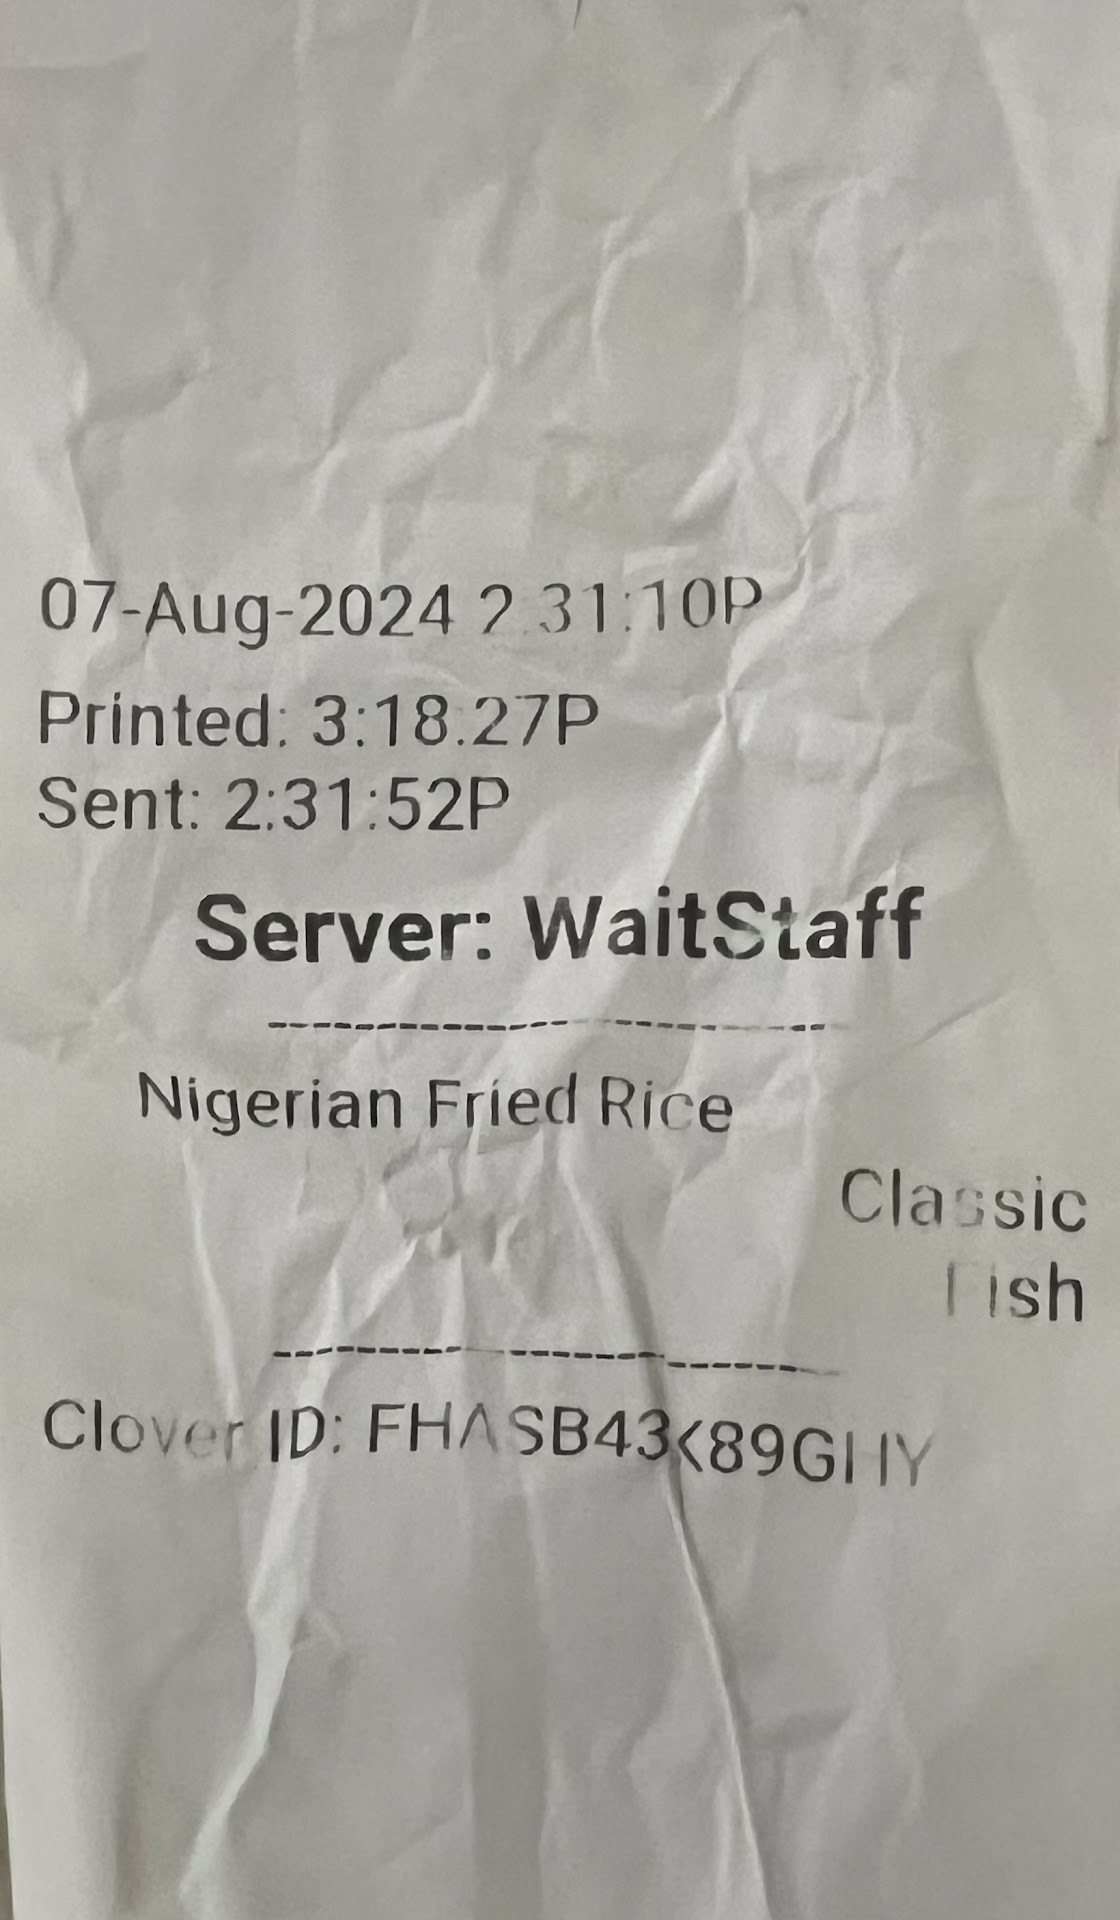 07-Aug-2024 2:31:10P
Printed: 3:18:27P
Sent: 2:31:52P
Server: WaitStaff
Nigerian Fried Rice
Classic
Fish
Clover ID: